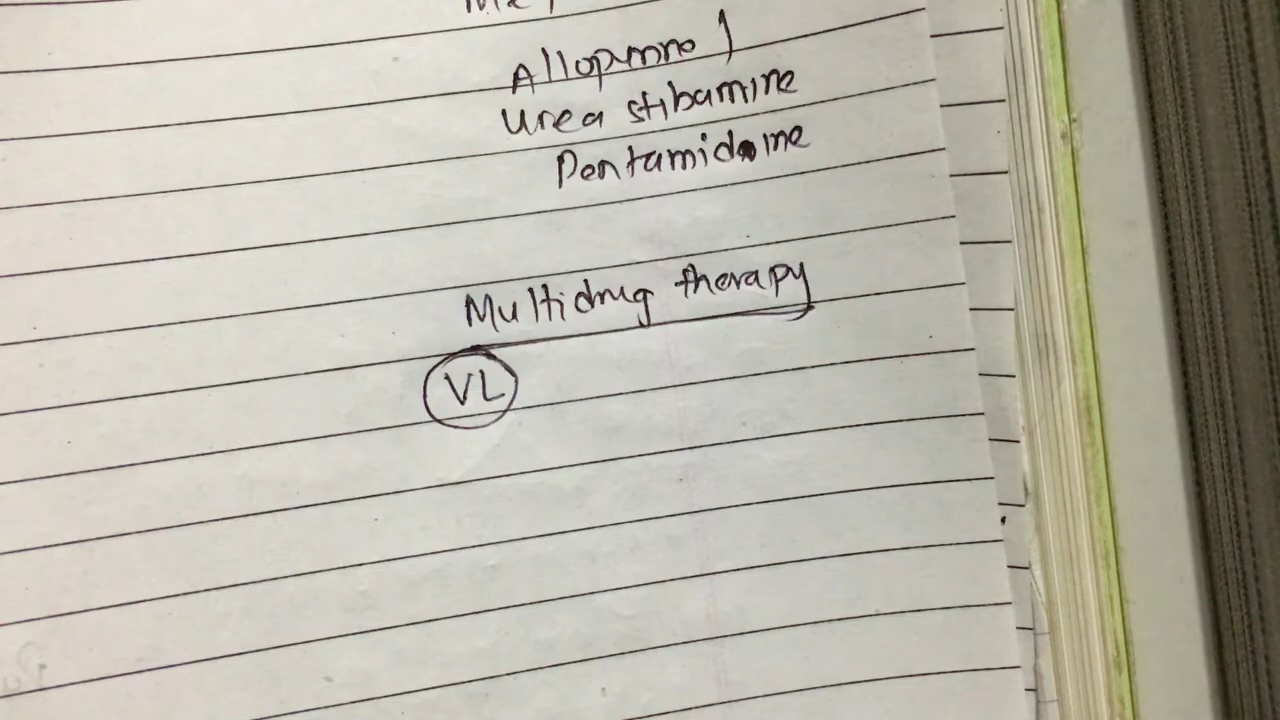 Allopurinol
Urea stibamine
Pentamidine
Multidrug therapy
VL